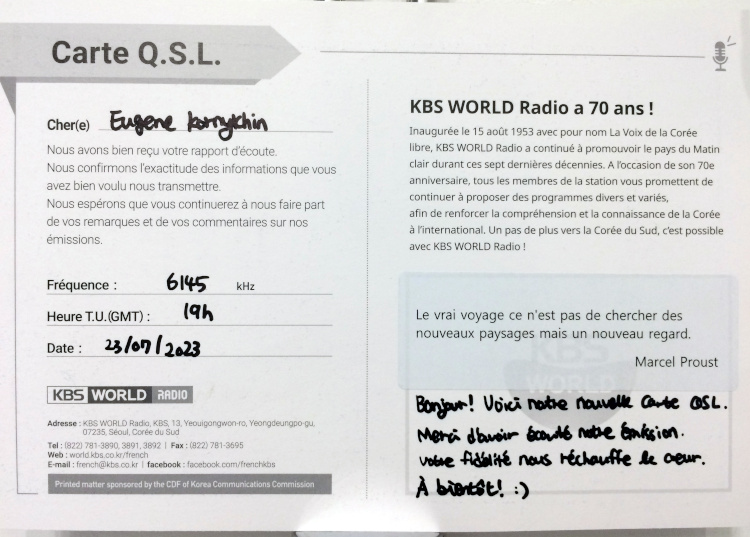 Carte Q.S.L.
Cher(e) Eugene Kornykhin
Nous avons bien reçu votre rapport d'écoute.
Nous confirmons l'exactitude des informations que vous
avez bien voulu nous transmettre.
Nous espérons que vous continuerez à nous faire part
de vos remarques et de vos commentaires sur nos
émissions.
Fréquence : 6145 kHz
Heure T.U.(GMT) : 19h
Date : 23/07/2023
KBS WORLD RADIO
Adresse : KBS WORLD Radio, KBS, 13, Yeouigongwon-ro, Yeongdeungpo-gu,
07235, Séoul, Corée du Sud
Tel : (822) 781-3890, 3891, 3892 | Fax : (822) 781-3695
Web : world.kbs.co.kr/french
E-mail : french@kbs.co.kr | facebook : facebook.com/frenchkbs
Printed matter sponsored by the CDF of Korea Communications Commission
KBS WORLD Radio a 70 ans !
Inaugurée le 15 août 1953 avec pour nom La Voix de la Corée
libre, KBS WORLD Radio a continué à promouvoir le pays du Matin
clair durant ces sept dernières décennies. A l'occasion de son 70e
anniversaire, tous les membres de la station vous promettent de
continuer à proposer des programmes divers et variés,
afin de renforcer la compréhension et la connaissance de la Corée
à l'international. Un pas de plus vers la Corée du Sud, c'est possible
avec KBS WORLD Radio !
Le vrai voyage ce n'est pas de chercher des
nouveaux paysages mais un nouveau regard.
Marcel Proust
KBS
WORLD
Bonjour! Voici notre nouvelle Carte QSL.
Merci d'avoir écouté notre émission.
Votre fidélité nous réchauffe le cœur.
À bientôt! :)